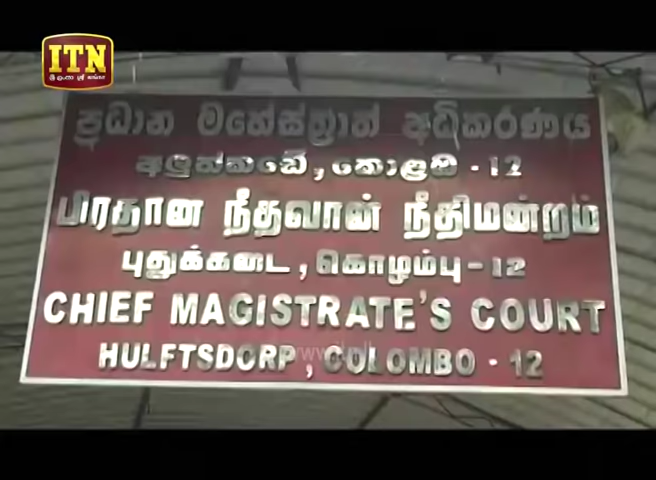 ITN
ප්‍රධාන මහේස්ත්‍රාත් අධිකරණය
අලුත්කඩේ, කොළඹ - 12
பிரதான நீதவான் நீதிமன்றம்
புதுக்கடை, கொழும்பு - 12
CHIEF MAGISTRATE'S COURT
HULFTSDORP, COLOMBO - 12